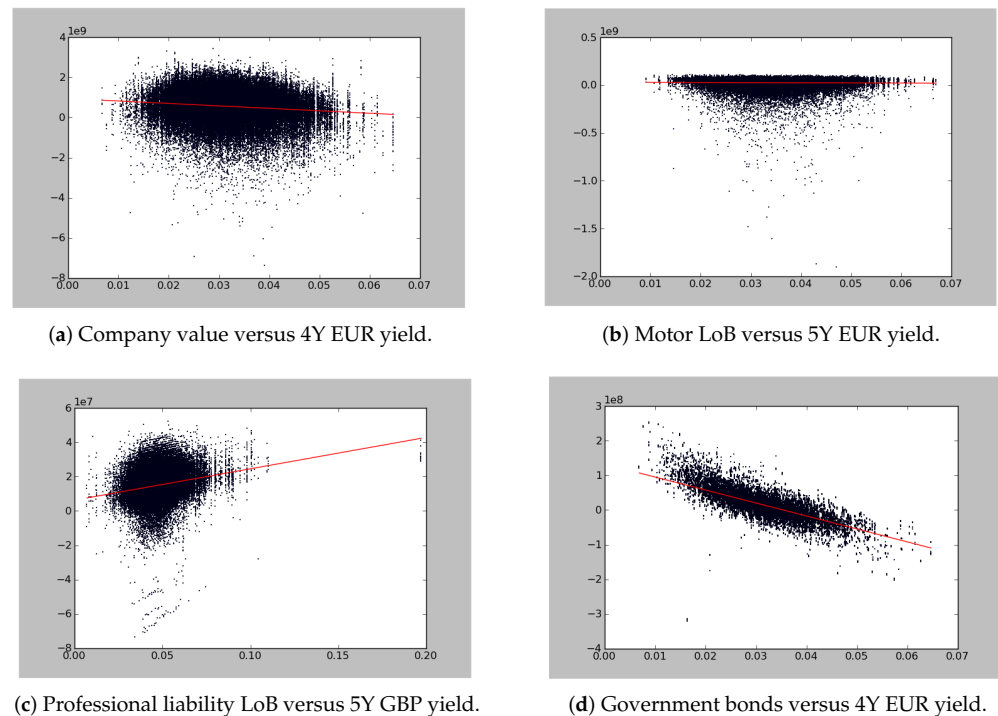 1e9
4
2
0
−2
−4
−6
−8
0.00 0.01 0.02 0.03 0.04 0.05 0.06 0.07
(a) Company value versus 4Y EUR yield.
1e9
0.5
0.0
−0.5
−1.0
−1.5
−2.0
0.00 0.01 0.02 0.03 0.04 0.05 0.06 0.07
(b) Motor LoB versus 5Y EUR yield.
1e7
6
4
2
0
−2
−4
−6
−8
0.00 0.05 0.10 0.15 0.20
(c) Professional liability LoB versus 5Y GBP yield.
1e8
3
2
1
0
−1
−2
−3
−4
0.00 0.01 0.02 0.03 0.04 0.05 0.06 0.07
(d) Government bonds versus 4Y EUR yield.